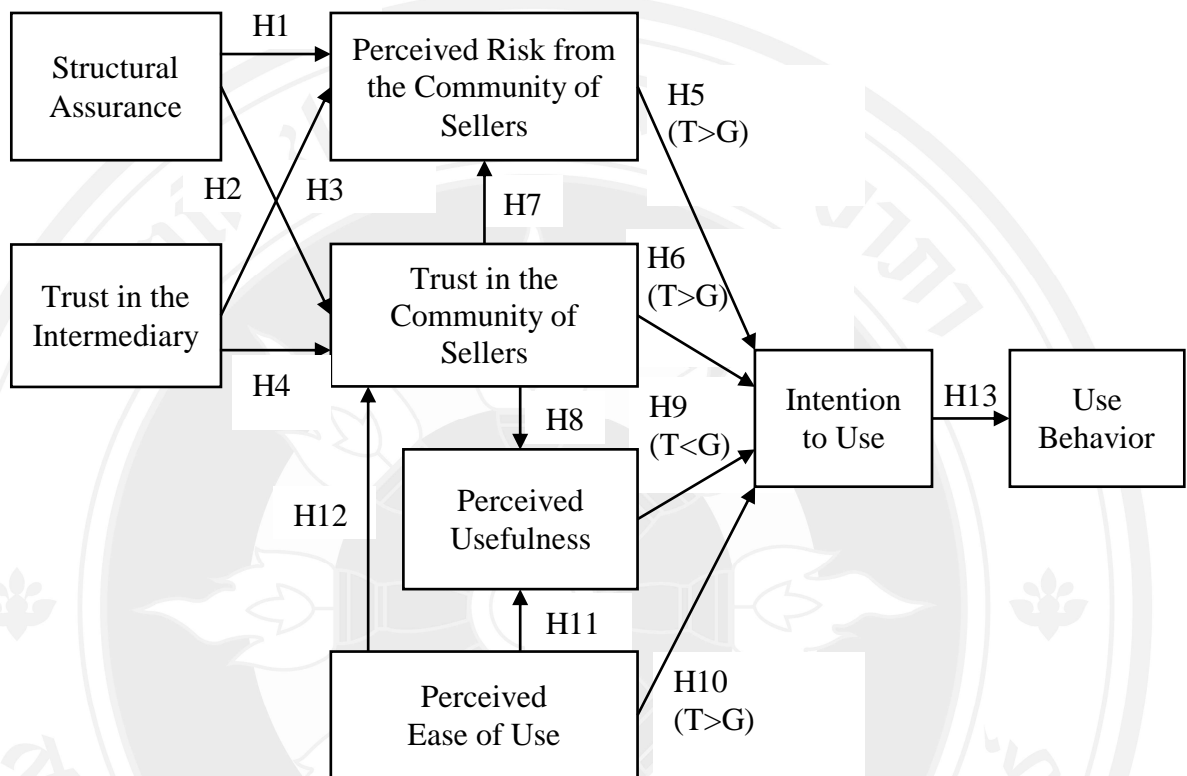 H1
Structural
Assurance
Perceived Risk from
the Community of
Sellers
H5
(T>G)
H2
H3
H7
Trust in the
Intermediary
H4
Trust in the
Community of
Sellers
H6
(T>G)
H8
H9
(T<G)
Intention
to Use
H13
Use
Behavior
H12
Perceived
Usefulness
H11
Perceived
Ease of Use
H10
(T>G)